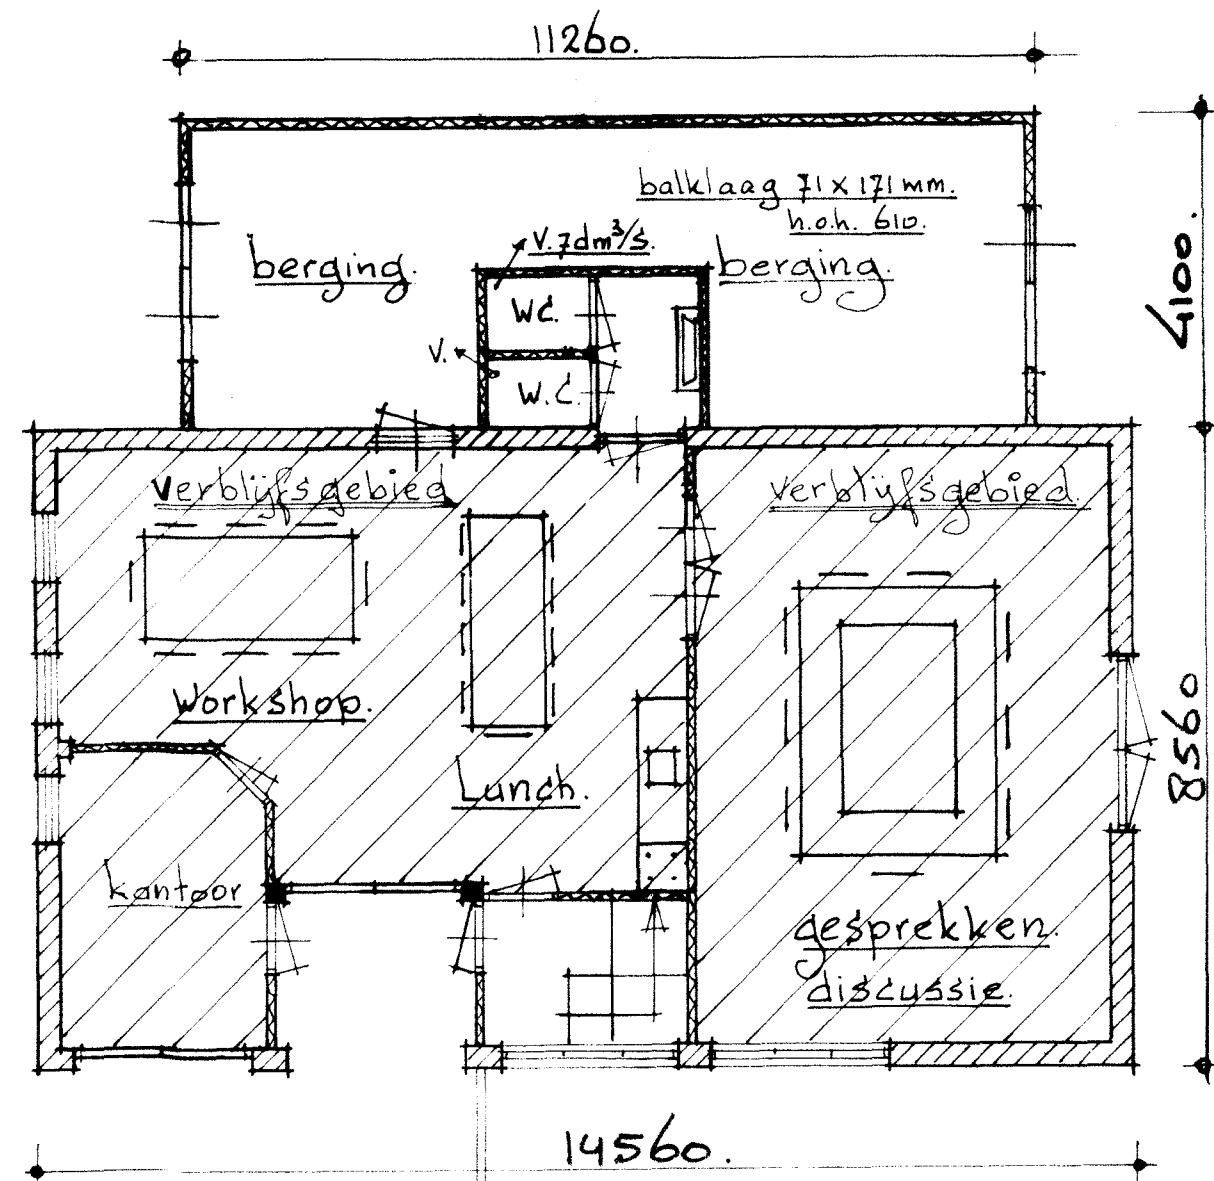 11260.
balklaag 71 x 171 mm.
h.o.h. 610.
V. 7dm³/s.
berging.
berging.
WC.
V.
W.C.
4100.
verblijfsgebied
verblijfsgebied.
Workshop.
Lunch.
8560
kantoor
gesprekken.
discussie.
14560.